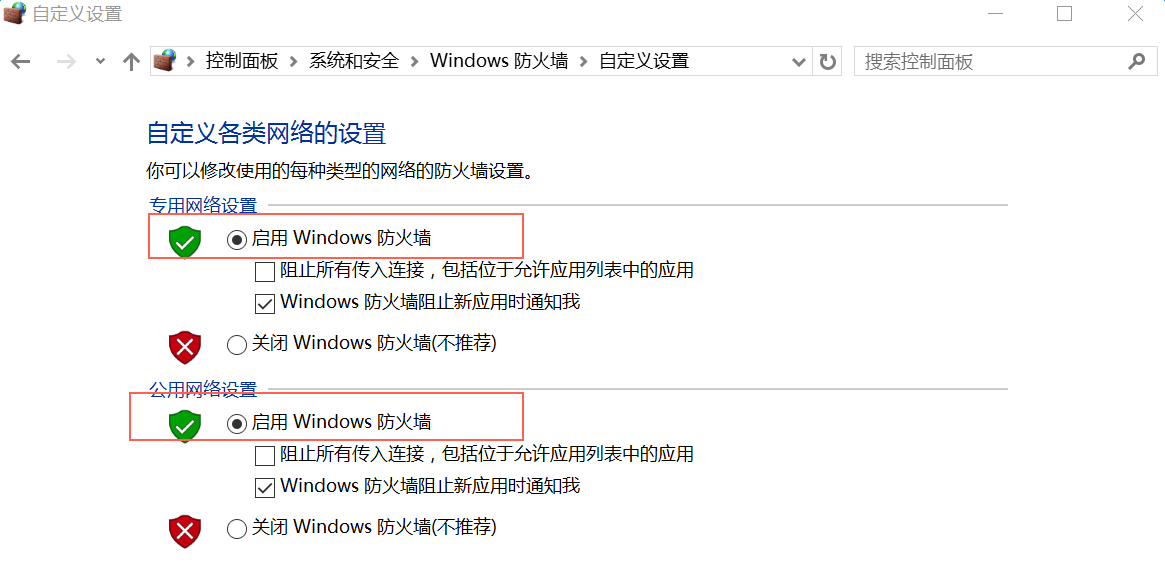 自定义设置
控制面板 系统和安全 Windows 防火墙 自定义设置 搜索控制面板
自定义各类网络的设置
你可以修改使用的每种类型的网络的防火墙设置。
专用网络设置
启用 Windows 防火墙
阻止所有传入连接，包括位于允许应用列表中的应用
Windows 防火墙阻止新应用时通知我
关闭 Windows 防火墙(不推荐)
公用网络设置
启用 Windows 防火墙
阻止所有传入连接，包括位于允许应用列表中的应用
Windows 防火墙阻止新应用时通知我
关闭 Windows 防火墙(不推荐)